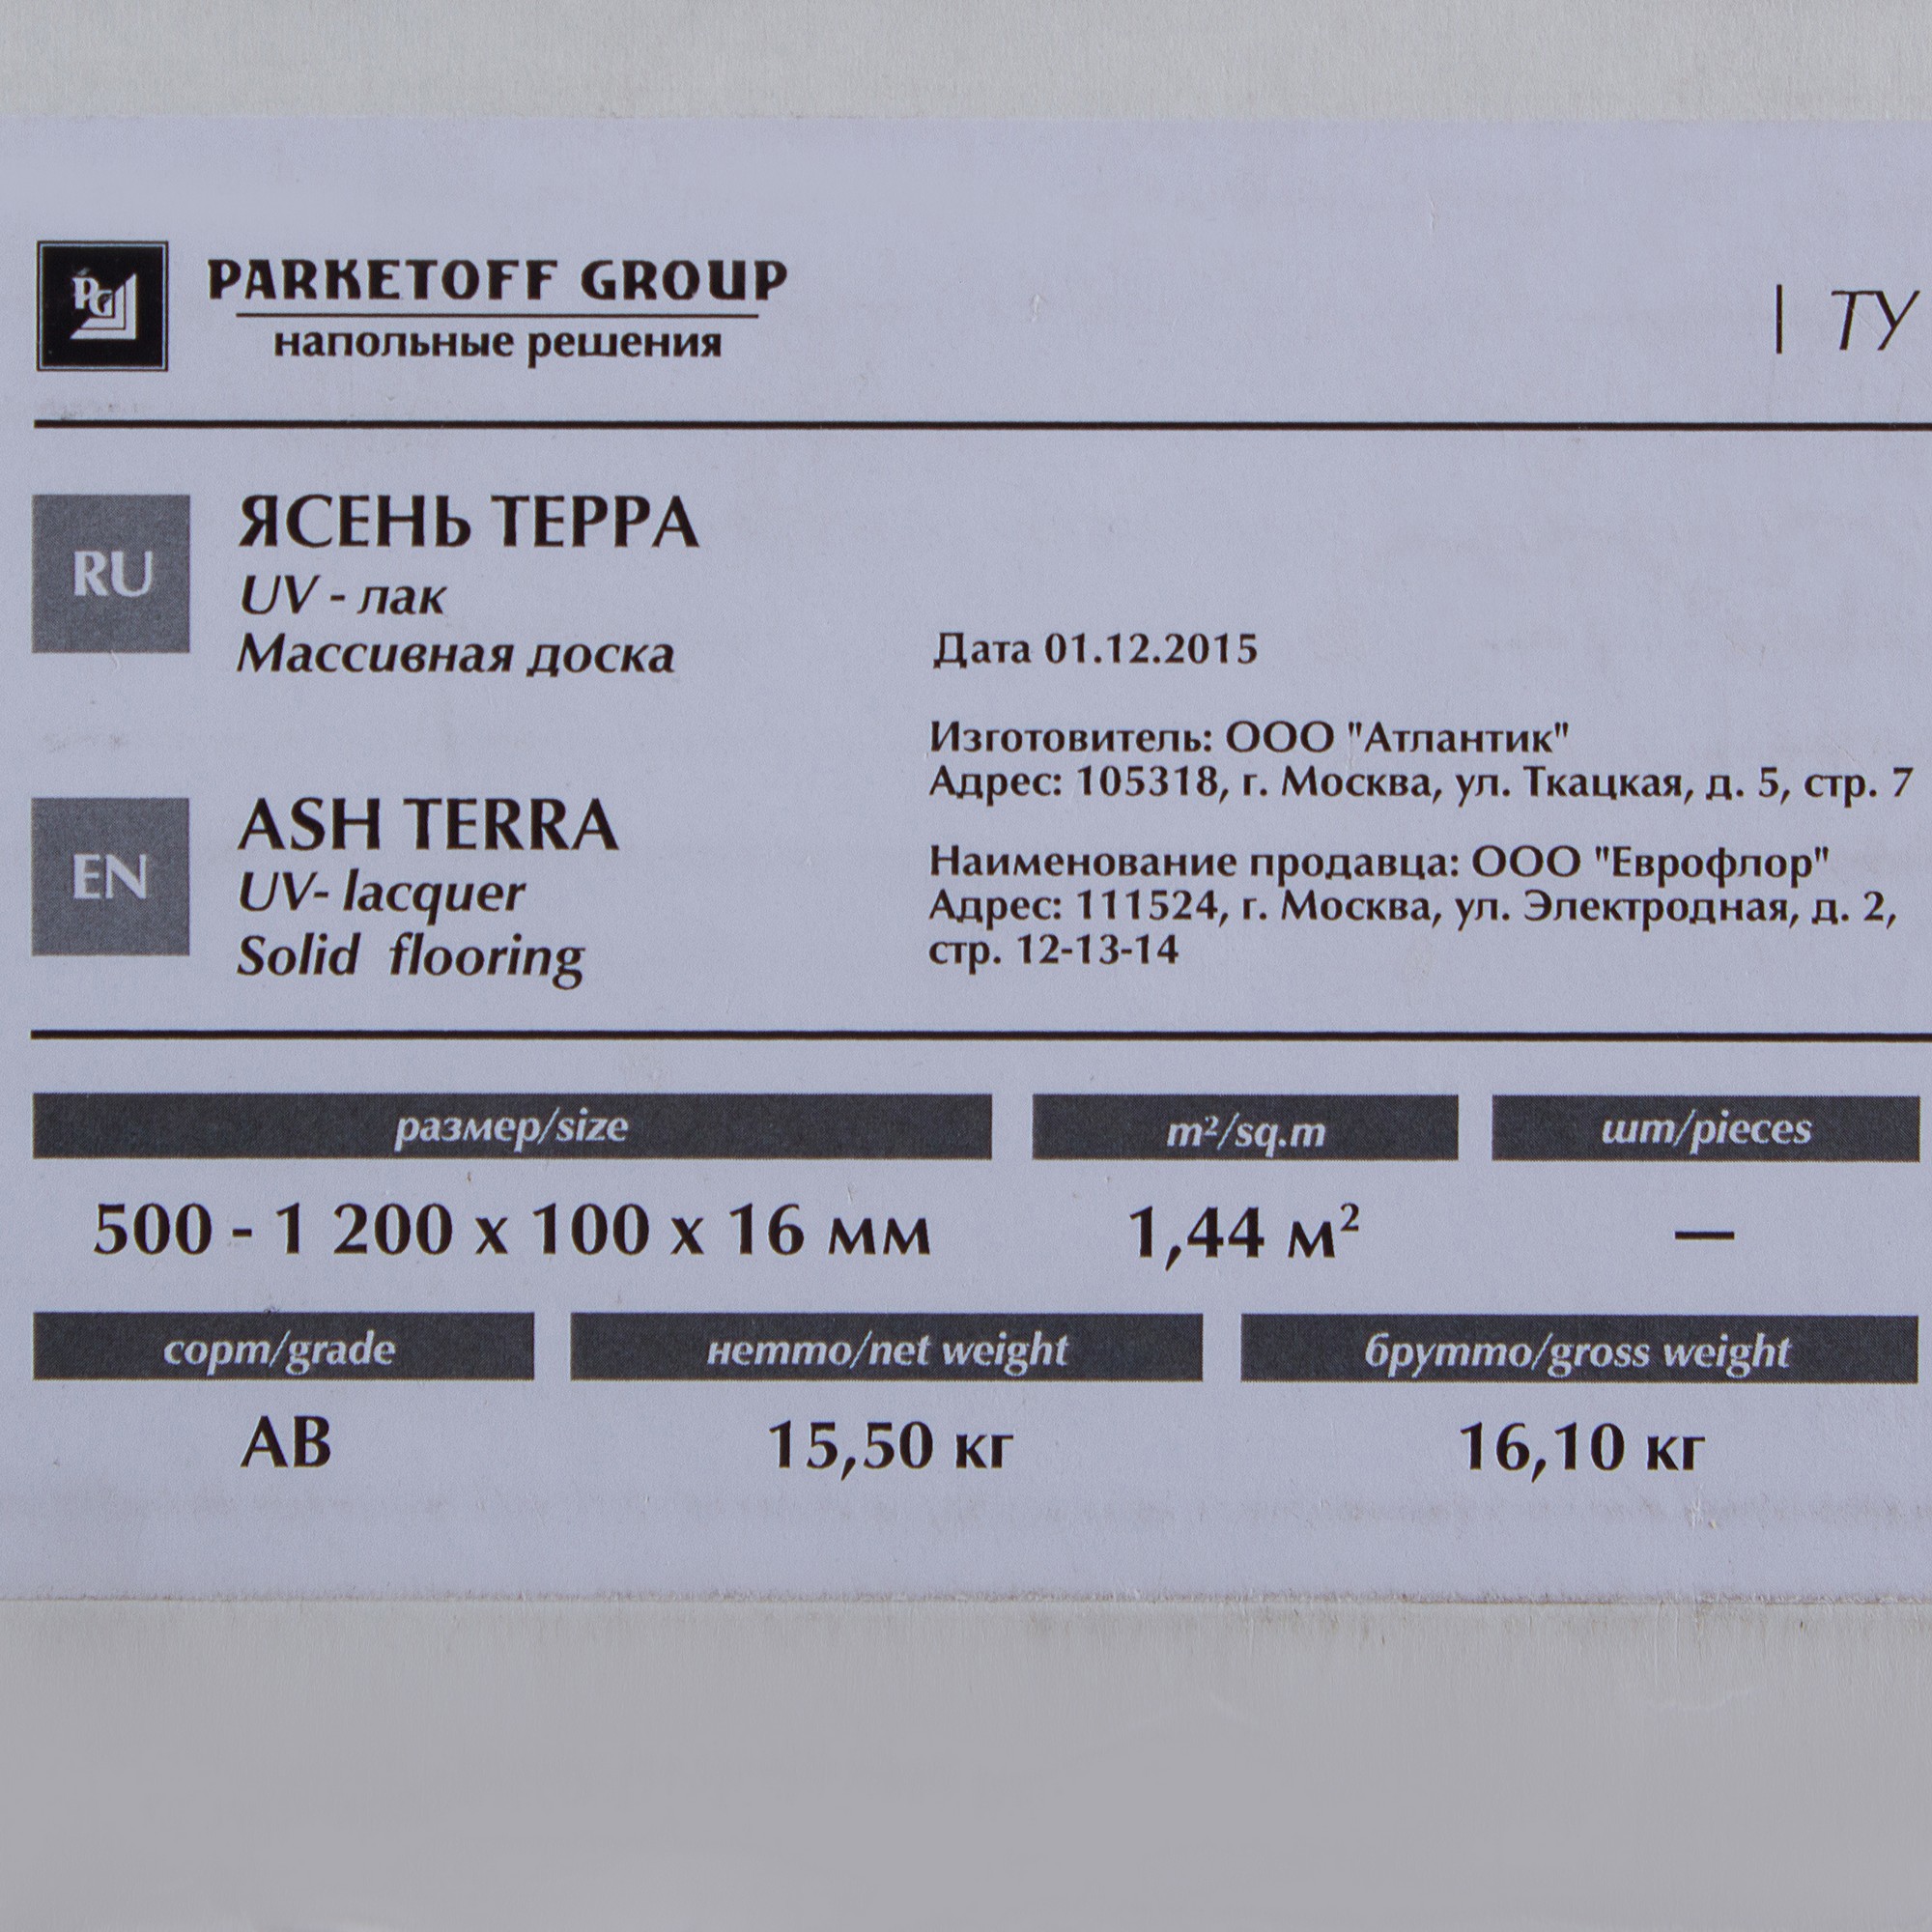 PG
PARKETOFF GROUP
напольные решения
| ТУ
RU
ЯСЕНЬ ТЕРРА
UV - лак
Массивная доска
Дата 01.12.2015
Изготовитель: ООО "Атлантик"
Адрес: 105318, г. Москва, ул. Ткацкая, д. 5, стр. 7
EN
ASH TERRA
UV- lacquer
Solid flooring
Наименование продавца: ООО "Еврофлор"
Адрес: 111524, г. Москва, ул. Электродная, д. 2,
стр. 12-13-14
размер/size m²/sq.m шт/pieces
500 - 1 200 x 100 x 16 мм 1,44 м² —
сорт/grade нетто/net weight брутто/gross weight
АВ 15,50 кг 16,10 кг